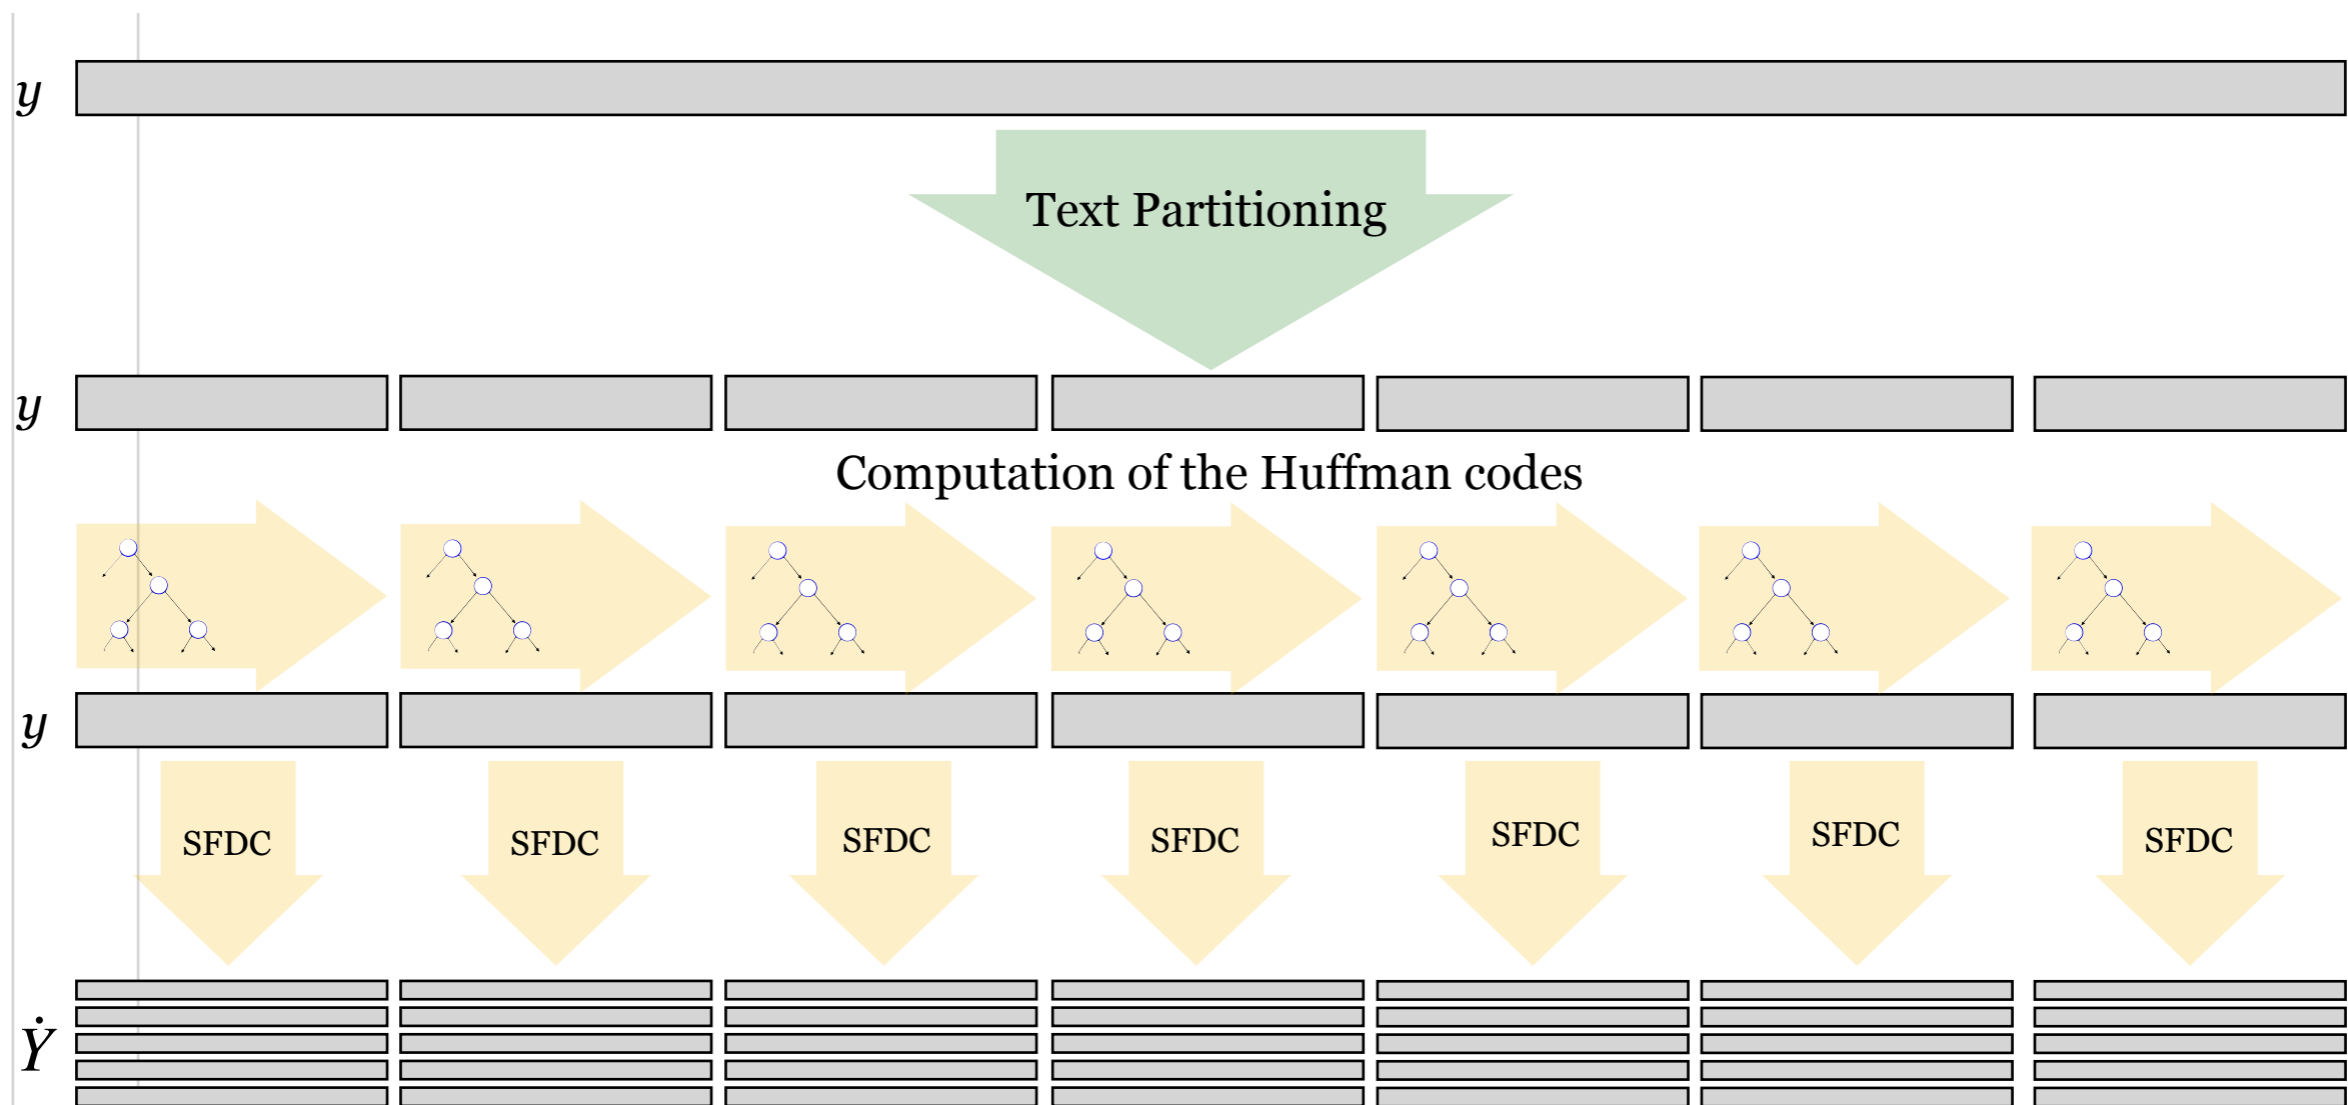 y
Text Partitioning
y
Computation of the Huffman codes
y
SFDC SFDC SFDC SFDC SFDC SFDC SFDC
Ẏ